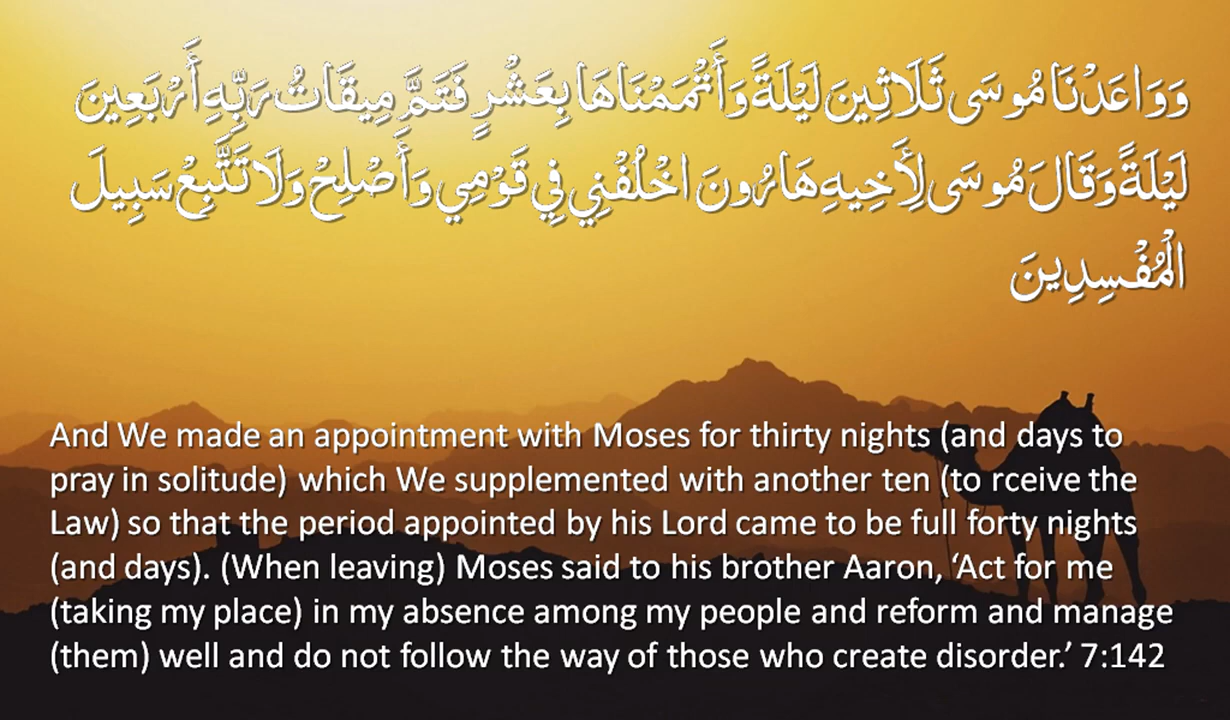 وَوَاعَدْنَا مُوسَى ثَلَاثِينَ لَيْلَةً وَأَتْمَمْنَاهَا بِعَشْرٍ فَتَمَّ مِيقَاتُ رَبِّهِ أَرْبَعِينَ
لَيْلَةً وَقَالَ مُوسَى لِأَخِيهِ هَارُونَ اخْلُفْنِي فِي قَوْمِي وَأَصْلِحْ وَلَا تَتَّبِعْ سَبِيلَ
الْمُفْسِدِينَ
And We made an appointment with Moses for thirty nights (and days to
pray in solitude) which We supplemented with another ten (to rceive the
Law) so that the period appointed by his Lord came to be full forty nights
(and days). (When leaving) Moses said to his brother Aaron, ‘Act for me
(taking my place) in my absence among my people and reform and manage
(them) well and do not follow the way of those who create disorder.’ 7:142